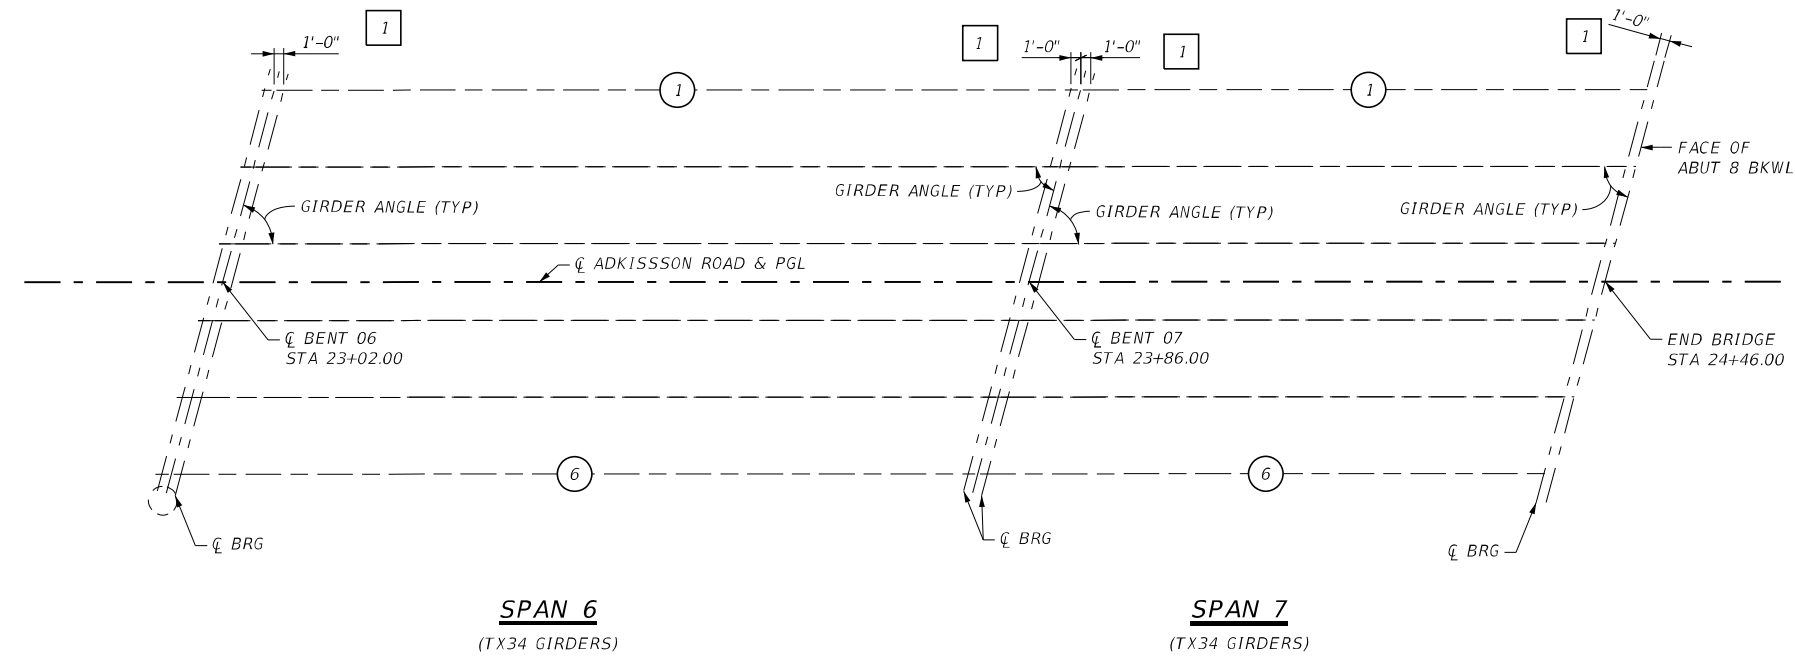 1
1'-0"
1
1'-0"
1'-0"
1
1
1'-0"
1
1
FACE OF
ABUT 8 BKWL
GIRDER ANGLE (TYP)
GIRDER ANGLE (TYP)
GIRDER ANGLE (TYP)
GIRDER ANGLE (TYP)
℄ ADKISSSON ROAD & PGL
℄ BENT 06
STA 23+02.00
℄ BENT 07
STA 23+86.00
END BRIDGE
STA 24+46.00
6
6
℄ BRG
℄ BRG
℄ BRG
SPAN 6
(TX34 GIRDERS)
SPAN 7
(TX34 GIRDERS)